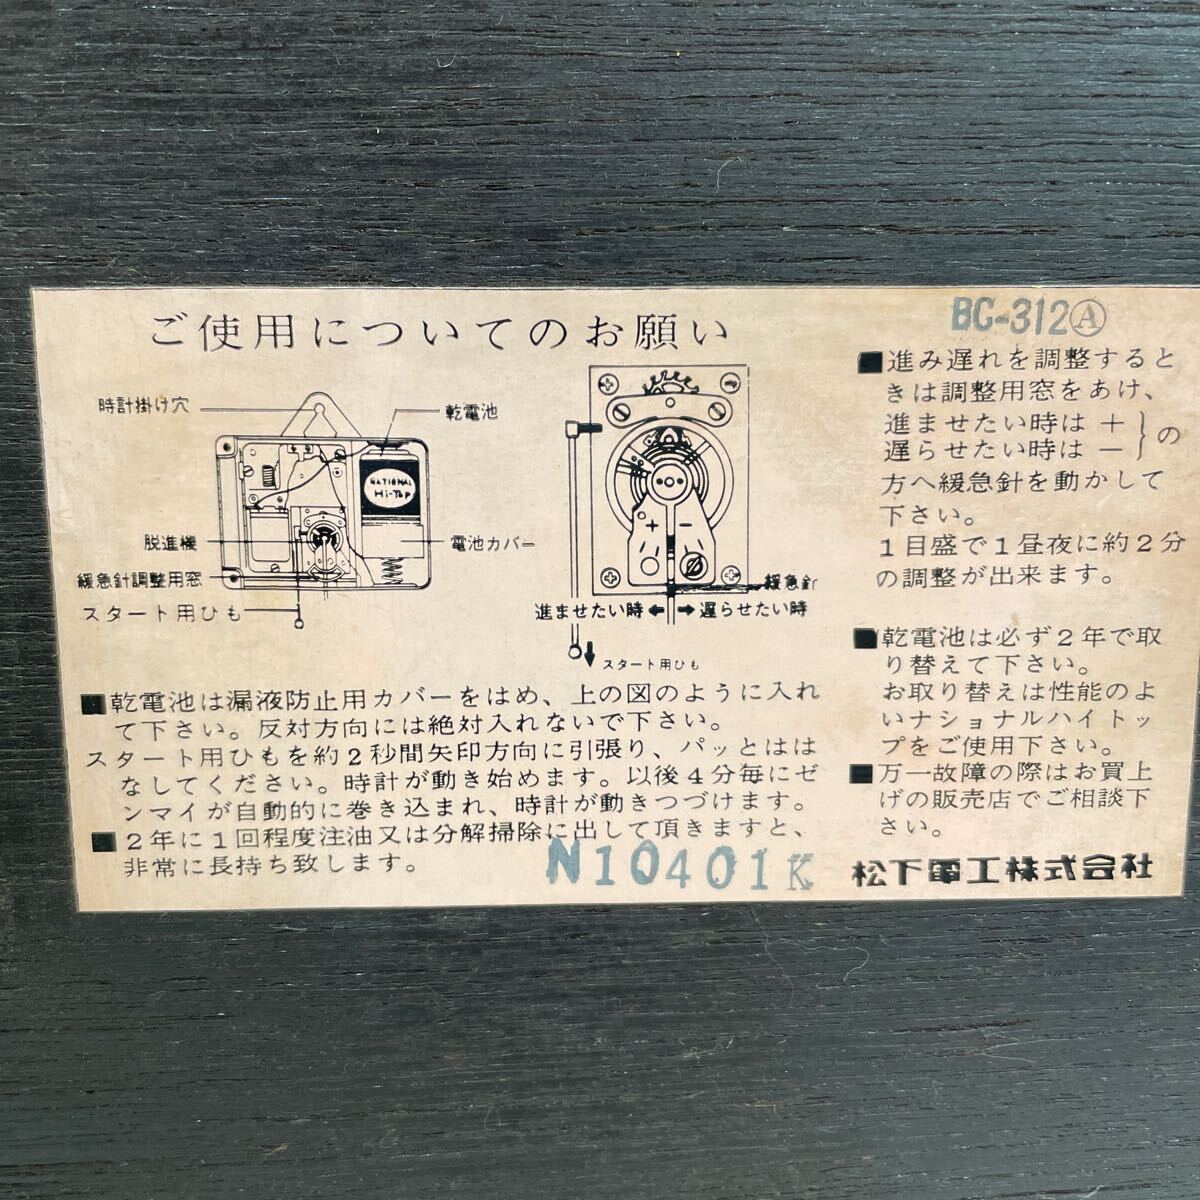 ご使用についてのお願い
BC-312Ⓐ
時計掛け穴
乾電池
NATIONAL
Hi-Top
脱進機
電池カバー
緩急針調整用窓
スタート用ひも
+ −
緩急針
進ませたい時 ← → 遅らせたい時
スタート用ひも
■乾電池は漏液防止用カバーをはめ、上の図のように入れ
て下さい。反対方向には絶対入れないで下さい。
スタート用ひもを約2秒間矢印方向に引張り、パッとはは
なしてください。時計が動き始めます。以後4分毎にゼ
ンマイが自動的に巻き込まれ、時計が動きつづけます。
■2年に1回程度注油又は分解掃除に出して頂きますと、
非常に長持ち致します。
N10401K
■進み遅れを調整すると
きは調整用窓をあけ、
進ませたい時は +
遅らせたい時は − } の
方へ緩急針を動かして
下さい。
1目盛で1昼夜に約2分
の調整が出来ます。
■乾電池は必ず2年で取
り替えて下さい。
お取り替えは性能のよ
いナショナルハイトッ
プをご使用下さい。
■万一故障の際はお買上
げの販売店でご相談下
さい。
松下電工株式会社